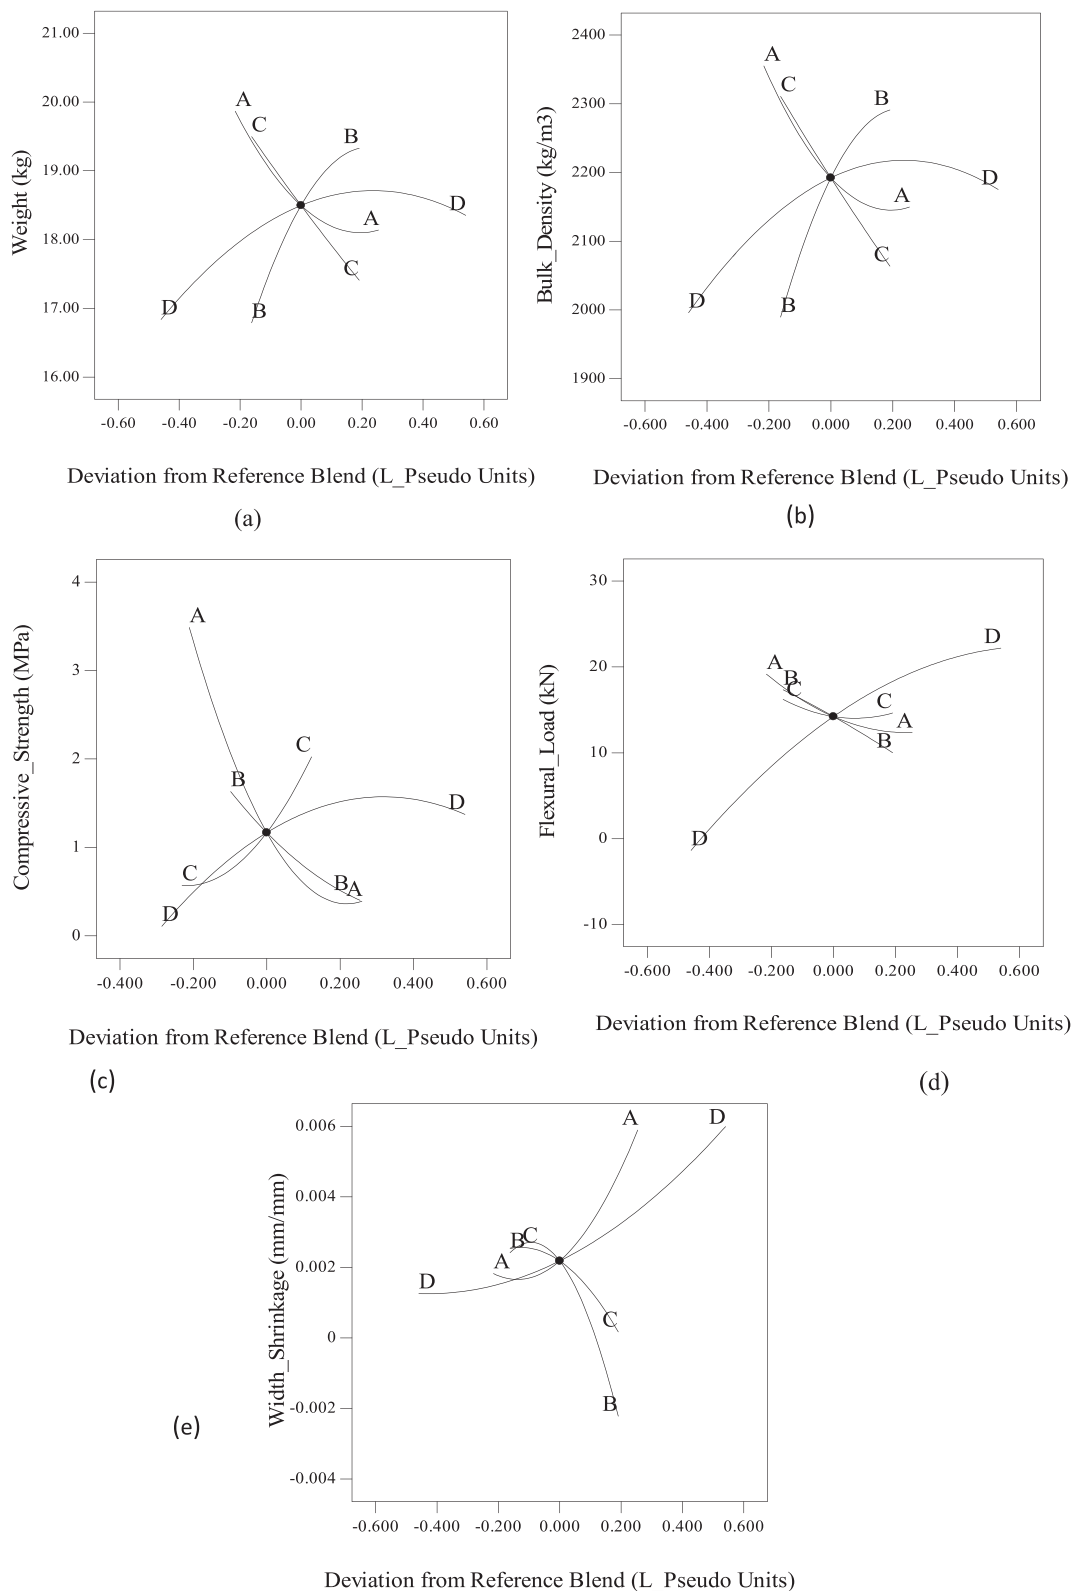 21.00
20.00
19.00
18.00
17.00
16.00
Weight (kg)
A
C
B
D
A
C
D
B
-0.60 -0.40 -0.20 0.00 0.20 0.40 0.60
Deviation from Reference Blend (L_Pseudo Units)
(a)
2400
2300
2200
2100
2000
1900
Bulk_Density (kg/m3)
A
C
B
D
A
C
D
B
-0.600 -0.400 -0.200 0.000 0.200 0.400 0.600
Deviation from Reference Blend (L_Pseudo Units)
(b)
4
3
2
1
0
Compressive_Strength (MPa)
A
C
B
D
C
B
A
D
-0.400 -0.200 0.000 0.200 0.400 0.600
Deviation from Reference Blend (L_Pseudo Units)
(c)
30
20
10
0
-10
Flexural_Load (kN)
D
A
B
C
C
A
B
D
-0.600 -0.400 -0.200 0.000 0.200 0.400 0.600
Deviation from Reference Blend (L_Pseudo Units)
(d)
0.006
0.004
0.002
0
-0.002
-0.004
Width_Shrinkage (mm/mm)
A
D
B
C
A
D
C
B
-0.600 -0.400 -0.200 0.000 0.200 0.400 0.600
Deviation from Reference Blend (L_Pseudo Units)
(e)